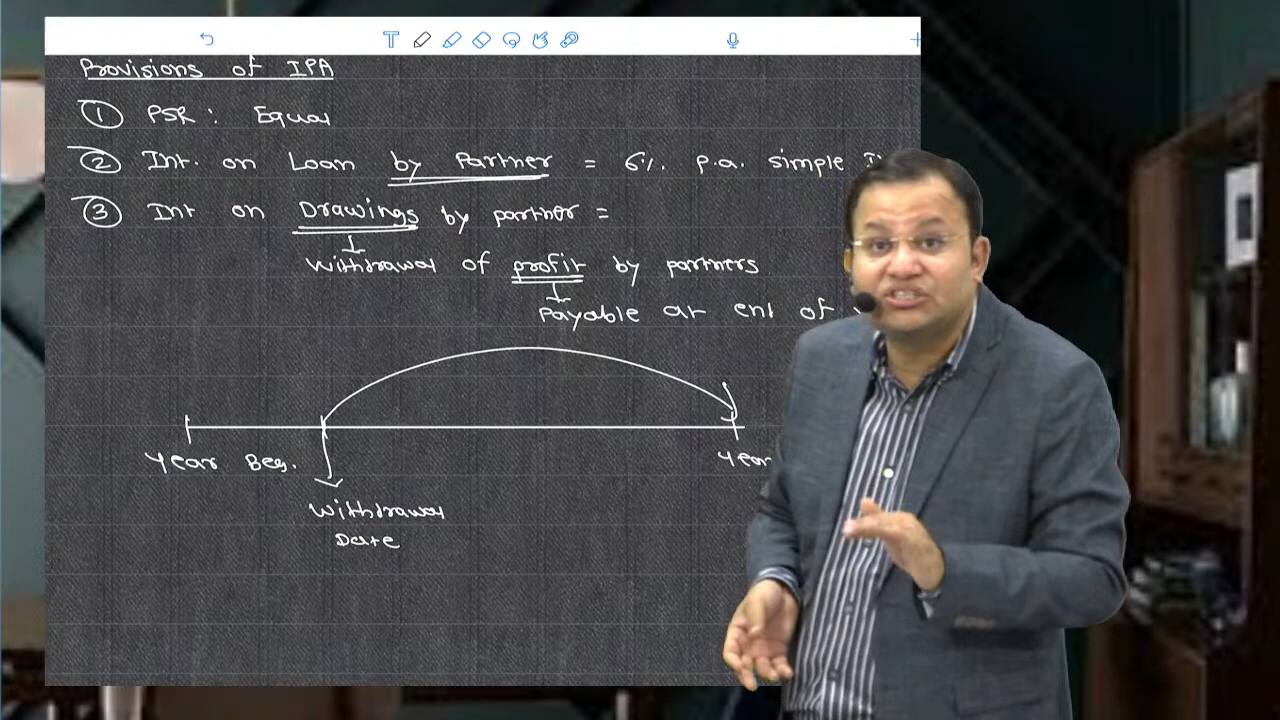 Provisions of IPA
① PSR: Equal
② Int. on Loan by Partner = 6%. p.a. simple
③ Int on Drawings by partner =
Withdrawal of profit by partners
Payable at end of
Year Beg.
Year
Withdrawal
Date